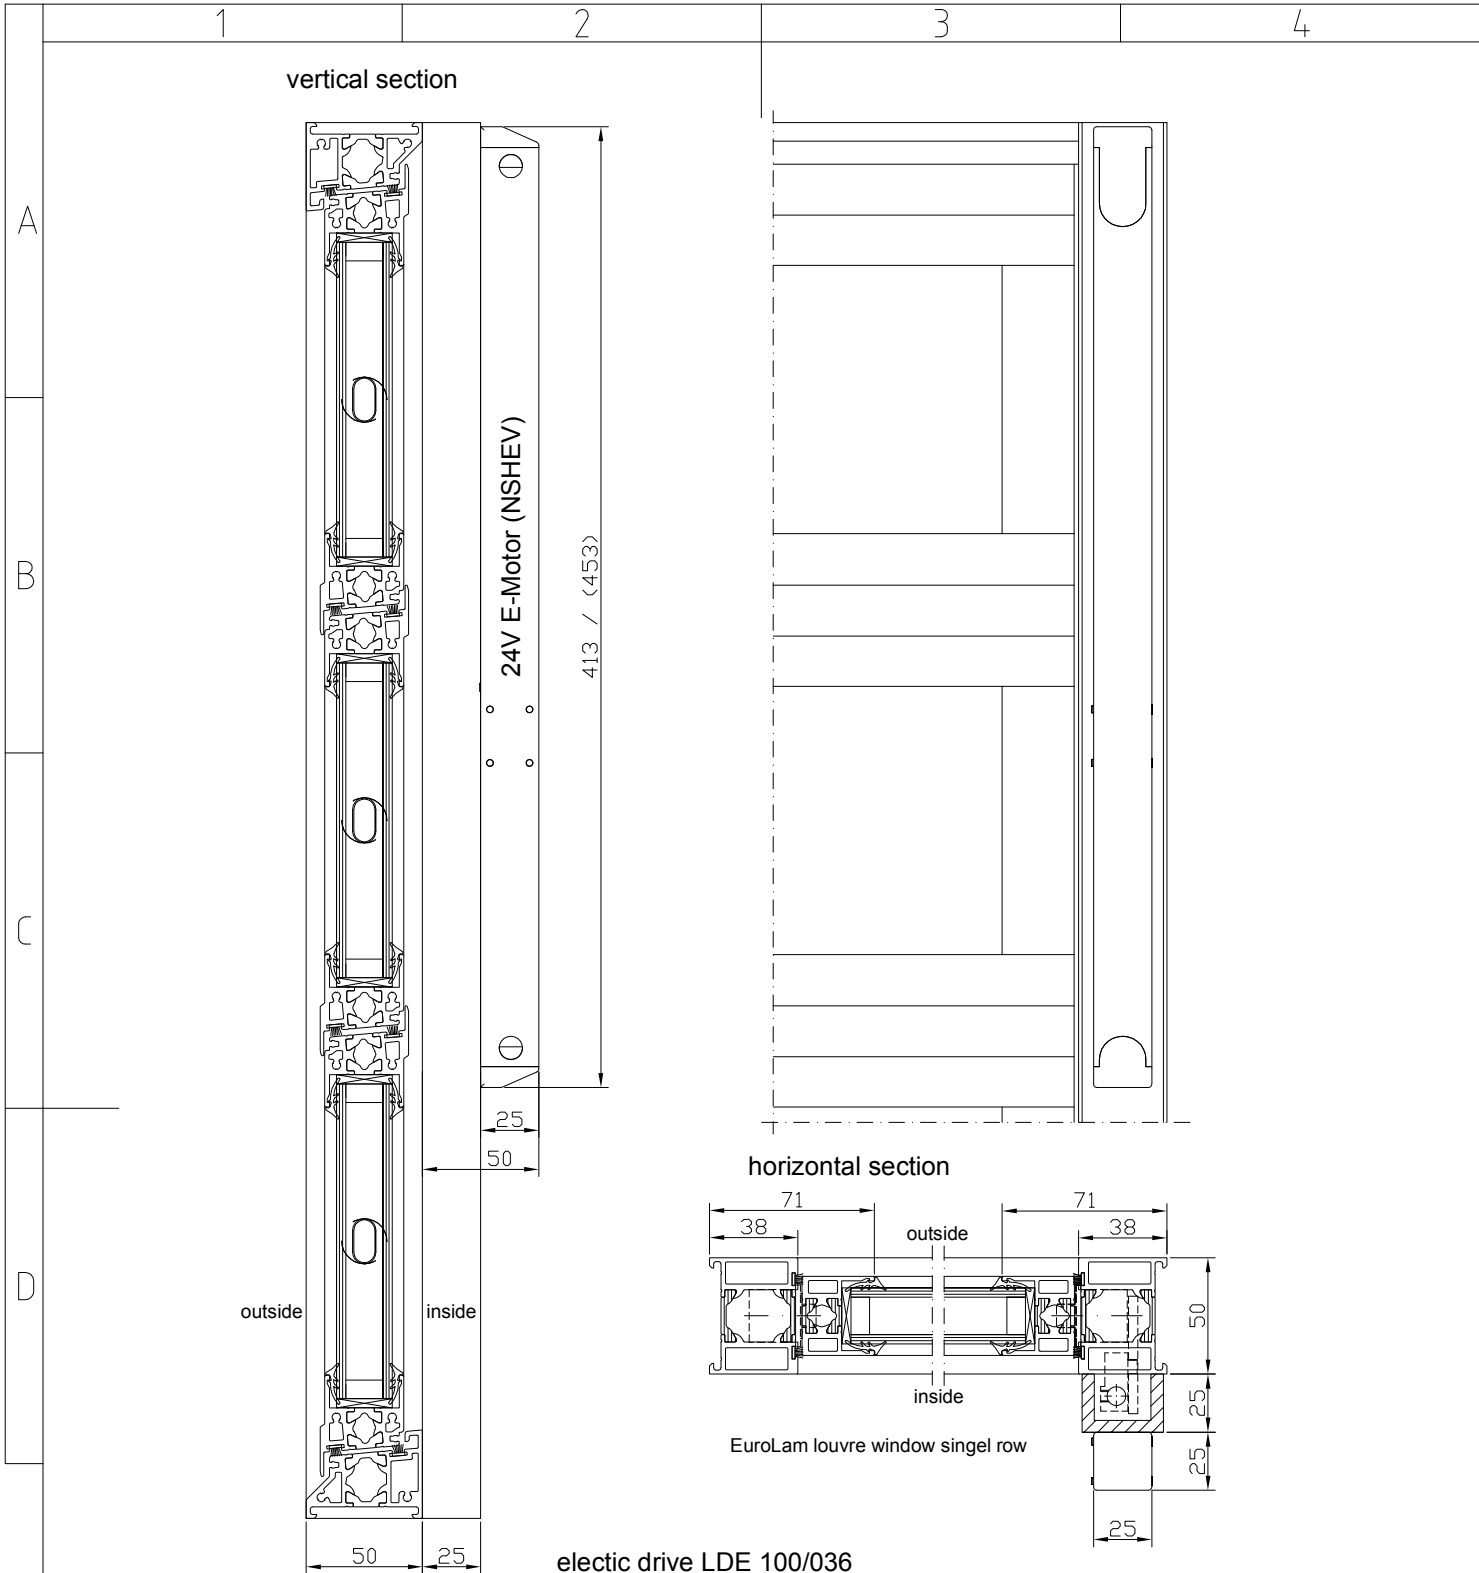 1 2 3 4
vertical section
A
B
C
D
24V E-Motor (NSHEV)
413 / (453)
25
50
outside
inside
50
25
horizontal section
71
71
38
outside
38
50
inside
25
EuroLam louvre window singel row
25
25
electic drive LDE 100/036